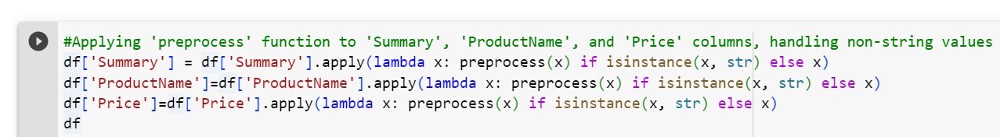 #Applying 'preprocess' function to 'Summary', 'ProductName', and 'Price' columns, handling non-string values
df['Summary'] = df['Summary'].apply(lambda x: preprocess(x) if isinstance(x, str) else x)
df['ProductName']=df['ProductName'].apply(lambda x: preprocess(x) if isinstance(x, str) else x)
df['Price']=df['Price'].apply(lambda x: preprocess(x) if isinstance(x, str) else x)
df